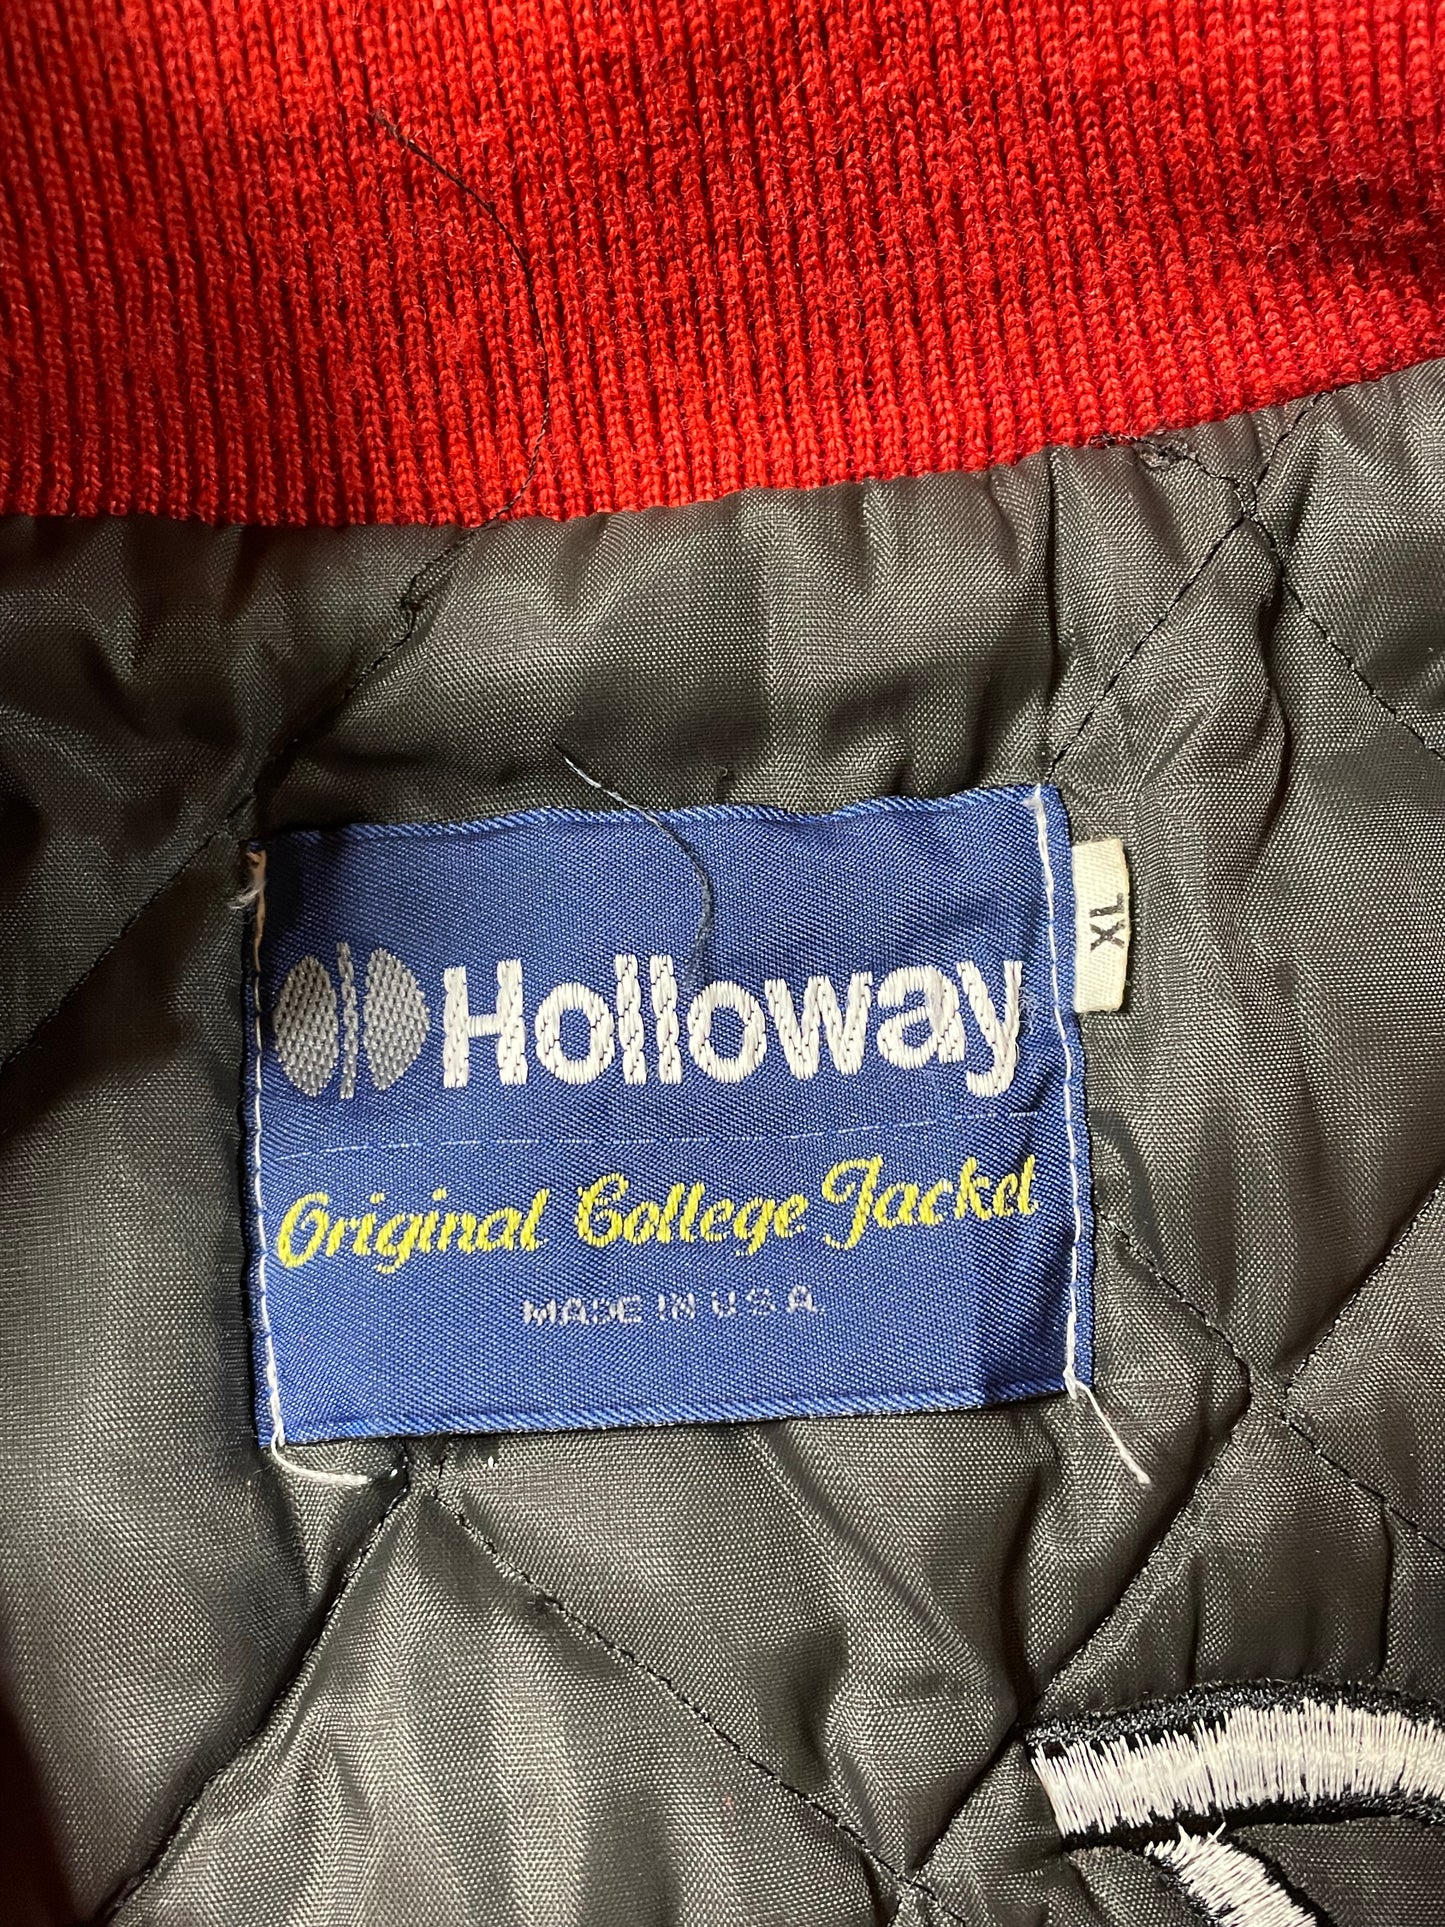 Holloway
XL
Original College Jacket
MADE IN U S A